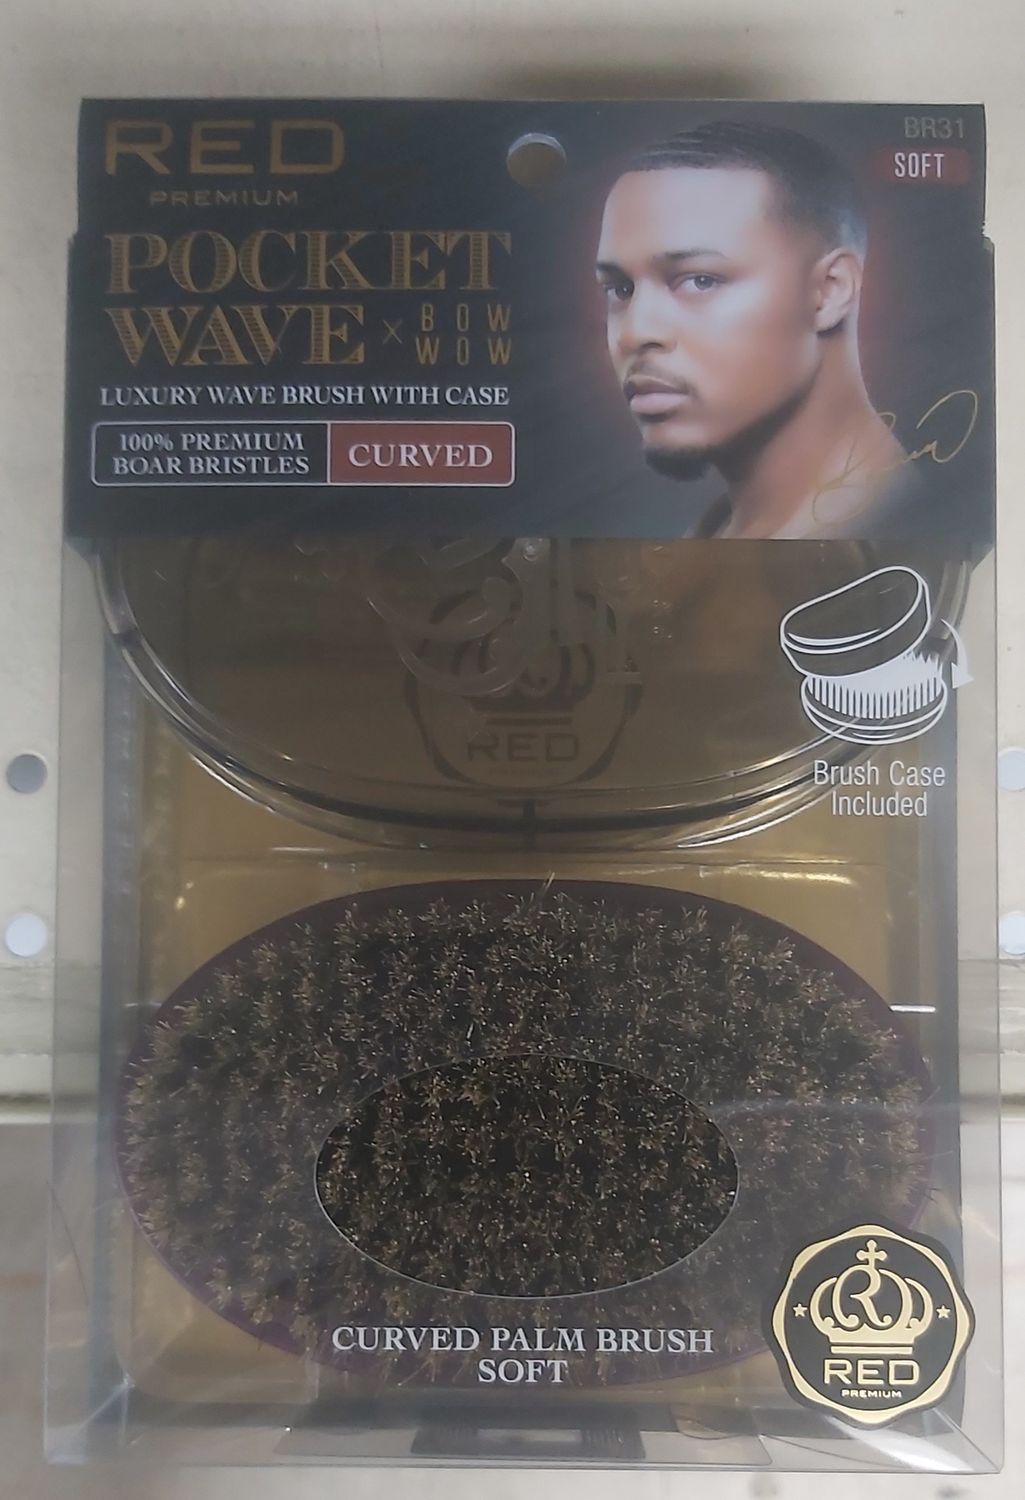 RED
PREMIUM
BR31
SOFT
POCKET
WAVE × BOW
WOW
LUXURY WAVE BRUSH WITH CASE
100% PREMIUM
BOAR BRISTLES
CURVED
RED
PREMIUM
Brush Case
Included
CURVED PALM BRUSH
SOFT
R
RED
PREMIUM